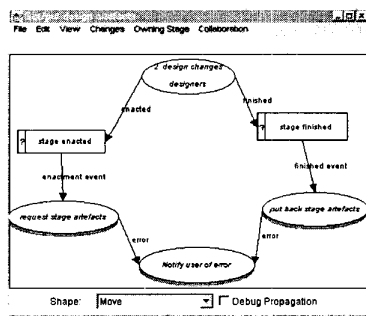 File Edit View Changes Owning Stage Collaboration
2 design changes
designers
enacted
finished
? stage enacted
? stage finished
enactment event
finished event
request stage artefacts
put back stage artefacts
error
error
Notify user of error
Shape: Move Debug Propagation